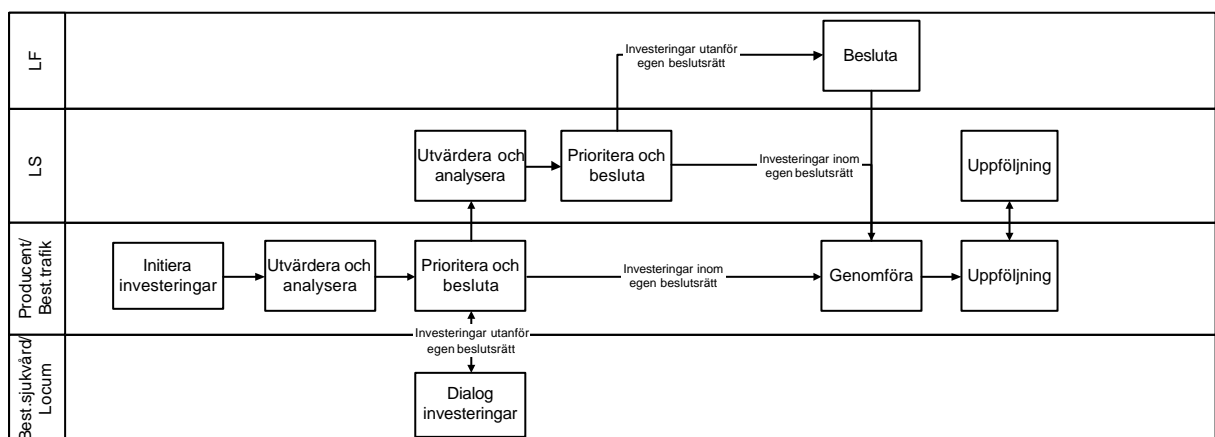 LF
Investeringar utanför
egen beslutsrätt
Besluta
LS
Utvärdera och
analysera
Prioritera och
besluta
Investeringar inom
egen beslutsrätt
Uppföljning
Producent/
Best.trafik
Initiera
investeringar
Utvärdera och
analysera
Prioritera och
besluta
Investeringar inom
egen beslutsrätt
Genomföra
Uppföljning
Best.sjukvård/
Locum
Investeringar utanför
egen beslutsrätt
Dialog
investeringar